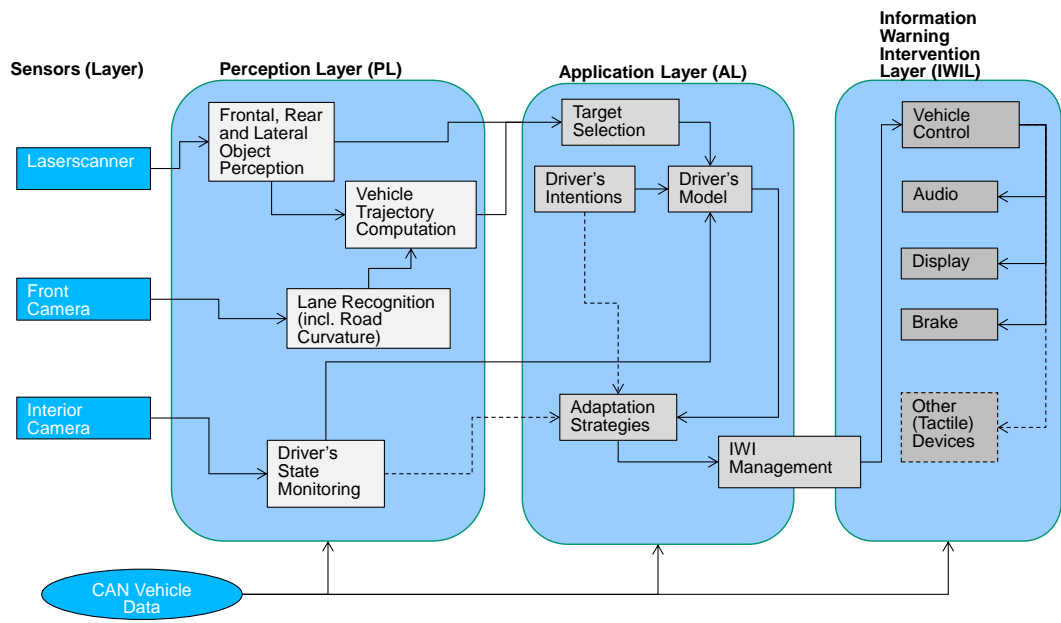 Sensors (Layer)
Perception Layer (PL)
Application Layer (AL)
Information
Warning
Intervention
Layer (IWIL)
Laserscanner
Front
Camera
Interior
Camera
Frontal, Rear
and Lateral
Object
Perception
Vehicle
Trajectory
Computation
Lane Recognition
(incl. Road
Curvature)
Driver's
State
Monitoring
Target
Selection
Driver's
Intentions
Driver's
Model
Adaptation
Strategies
IWI
Management
Vehicle
Control
Audio
Display
Brake
Other
(Tactile)
Devices
CAN Vehicle
Data